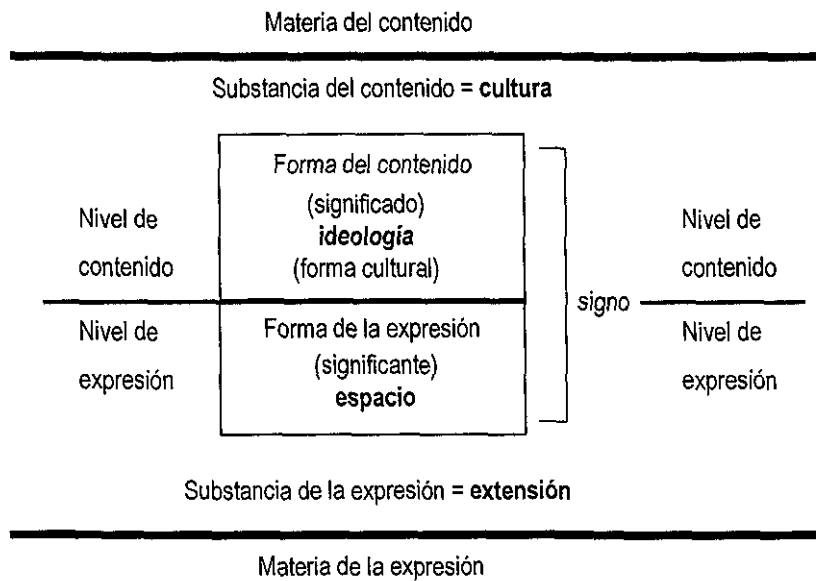 Materia del contenido
Substancia del contenido = cultura
Forma del contenido
(significado)
ideología
(forma cultural)
Nivel de
contenido
Nivel de
contenido
signo
Nivel de
expresión
Forma de la expresión
(significante)
espacio
Nivel de
expresión
Substancia de la expresión = extensión
Materia de la expresión